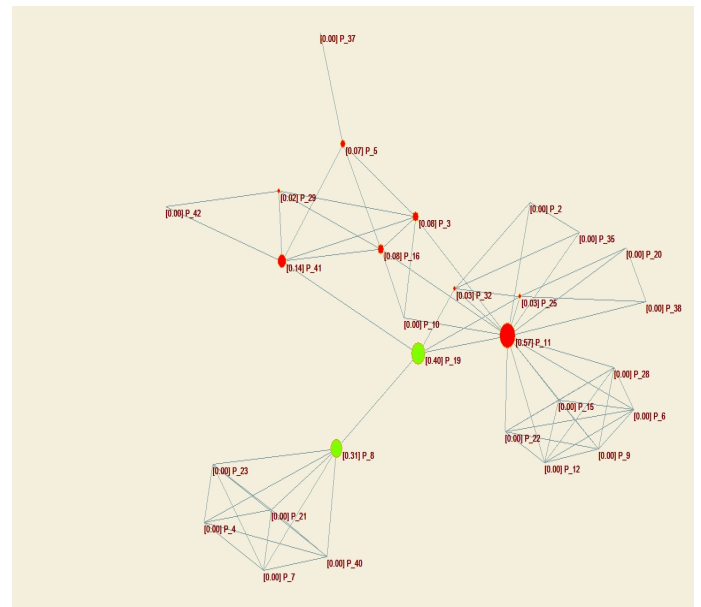 [0.00] P_37
[0.07] P_5
[0.02] P_29
[0.00] P_42
[0.08] P_3
[0.00] P_2
[0.00] P_35
[0.08] P_16
[0.00] P_20
[0.14] P_41
[0.03] P_32
[0.03] P_25
[0.00] P_38
[0.00] P_10
[0.57] P_11
[0.40] P_19
[0.00] P_28
[0.00] P_15
[0.00] P_6
[0.00] P_22
[0.00] P_9
[0.31] P_8
[0.00] P_12
[0.00] P_23
[0.00] P_21
[0.00] P_4
[0.00] P_40
[0.00] P_7